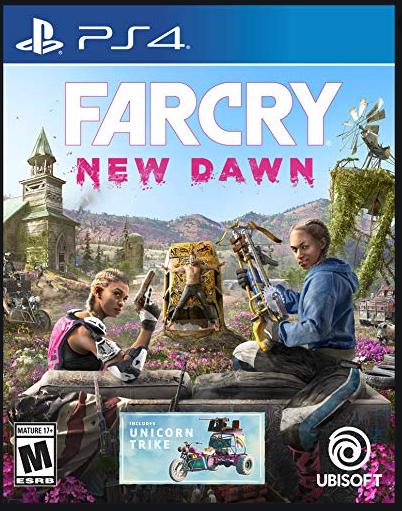 PS4
FARCRY
NEW DAWN
INCLUDES
UNICORN
TRIKE
MATURE 17+
M
ESRB
UBISOFT